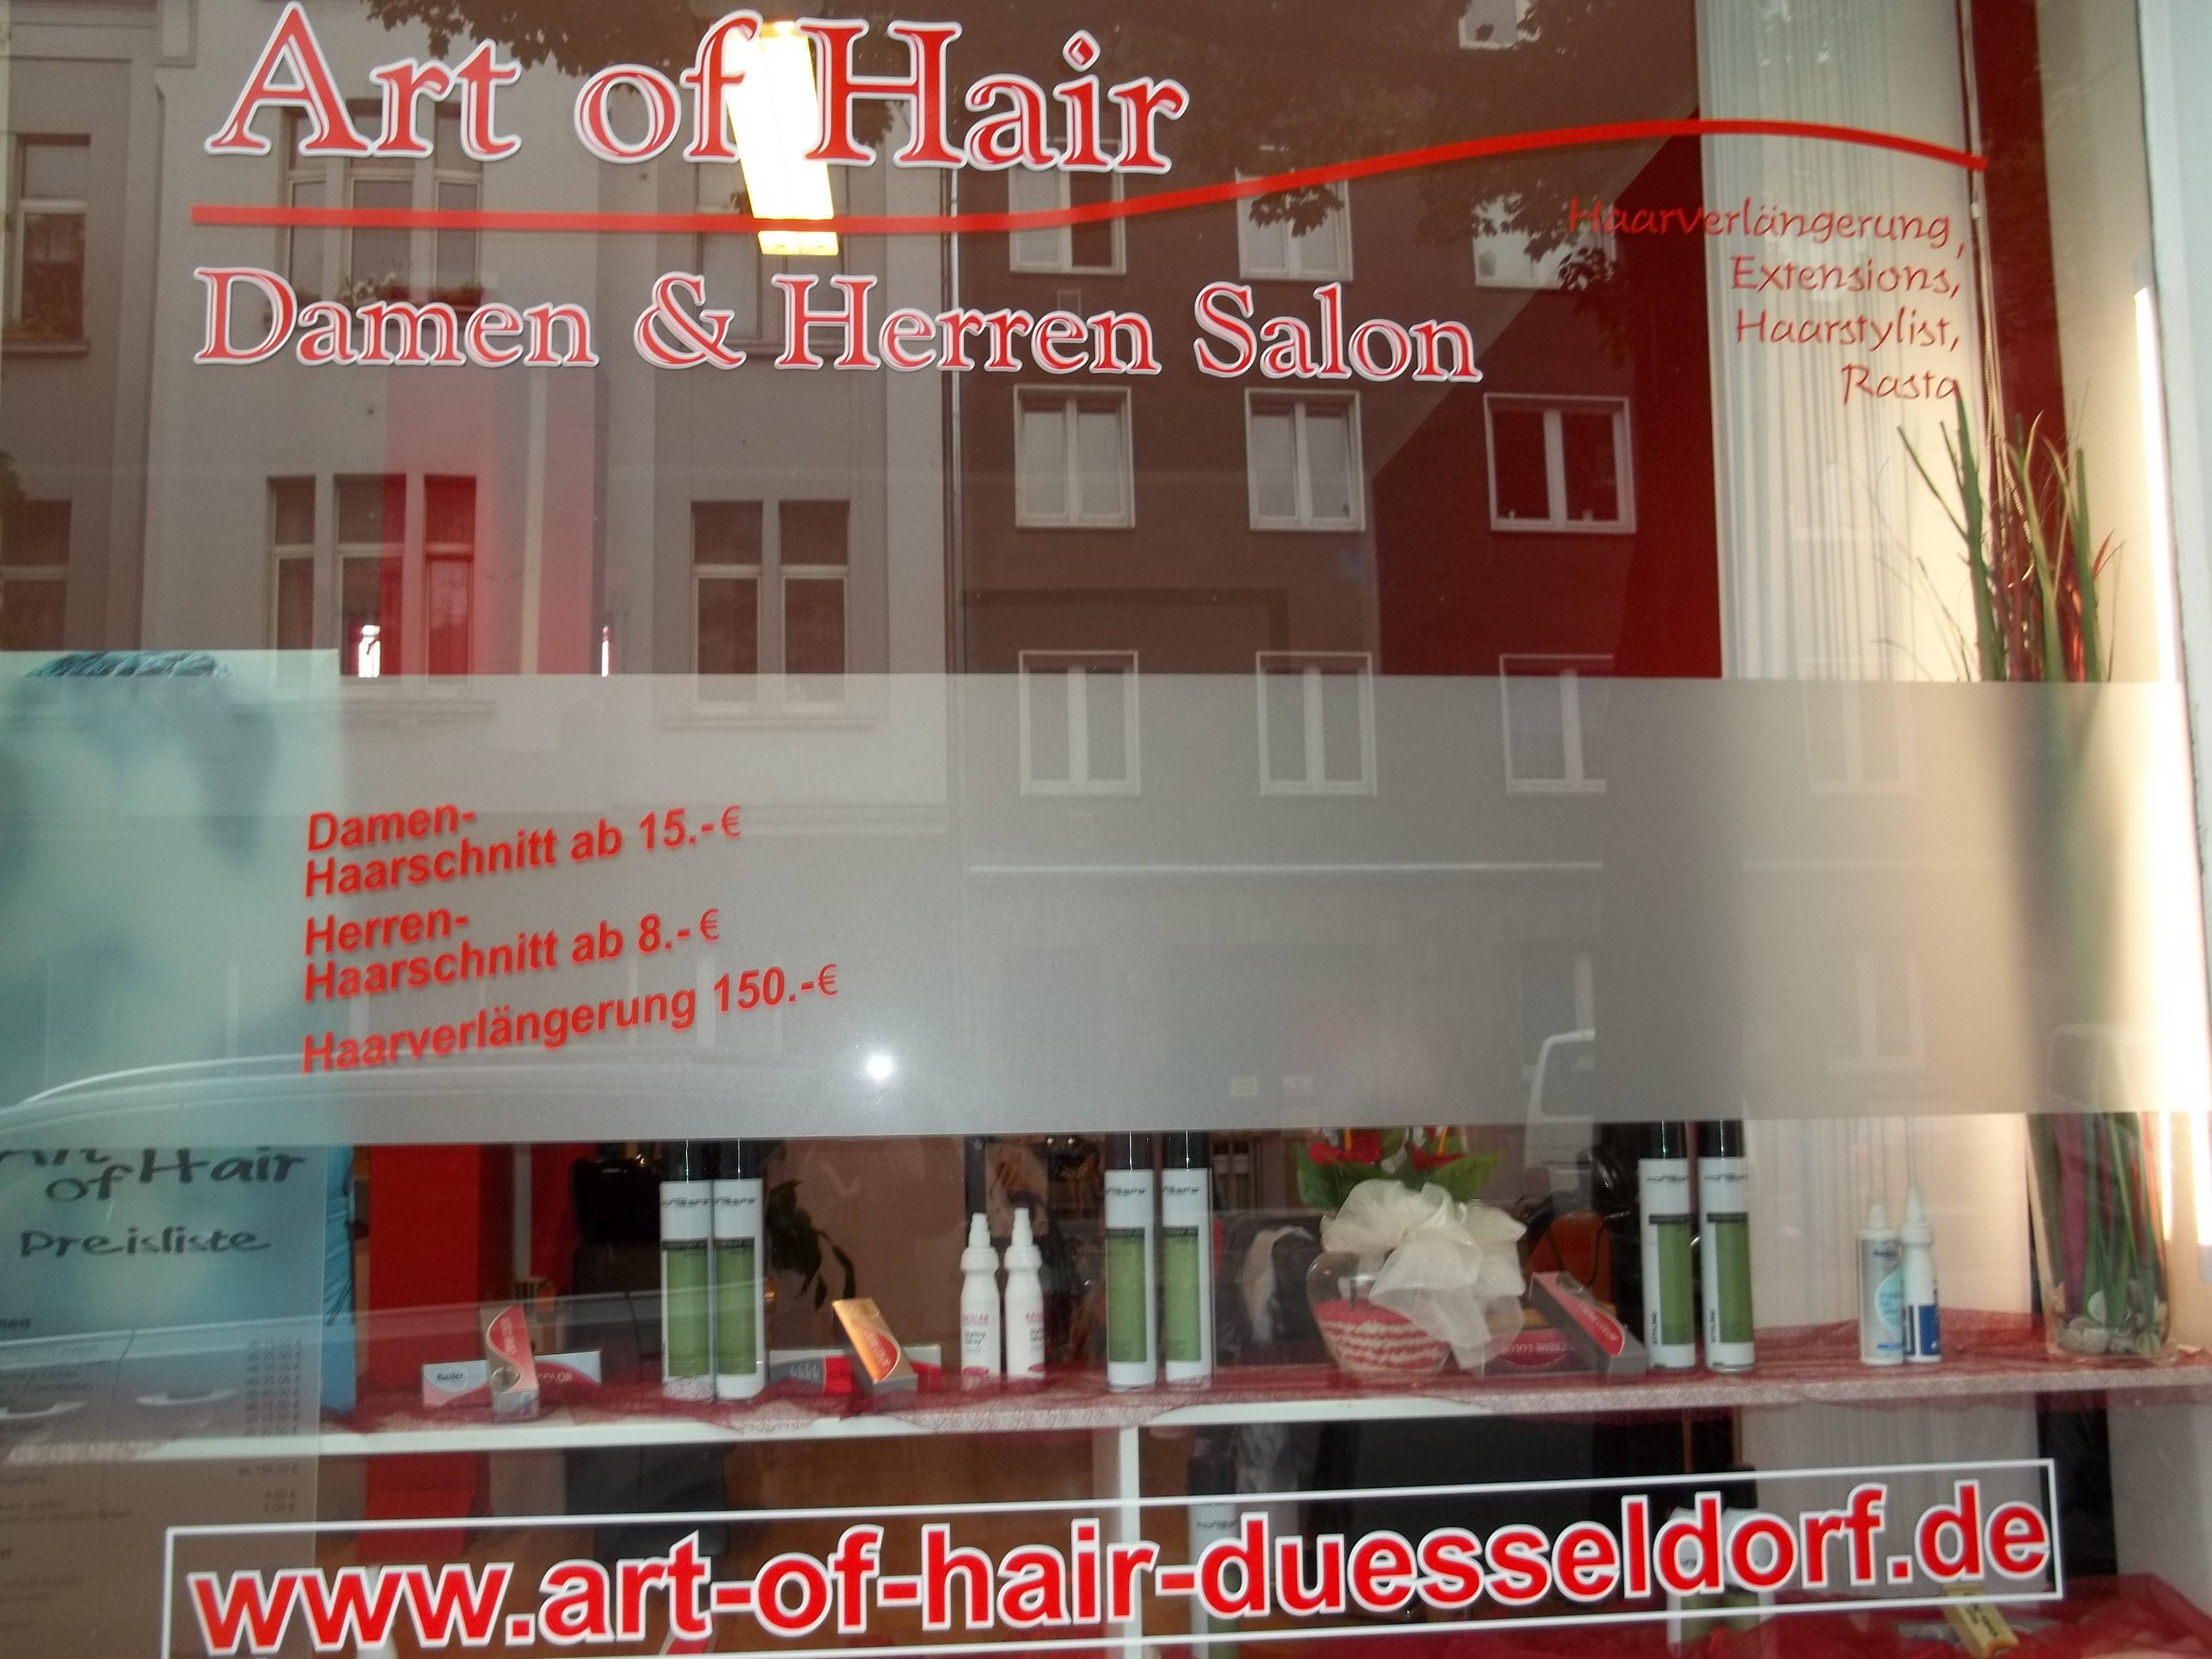 Art of Hair
Damen & Herren Salon
Haarverlängerung,
Extensions,
Haarstylist,
Rasta
Damen-
Haarschnitt ab 15.-€
Herren-
Haarschnitt ab 8.-€
Haarverlängerung 150.-€
Art
of Hair
Preisliste
www.art-of-hair-duesseldorf.de